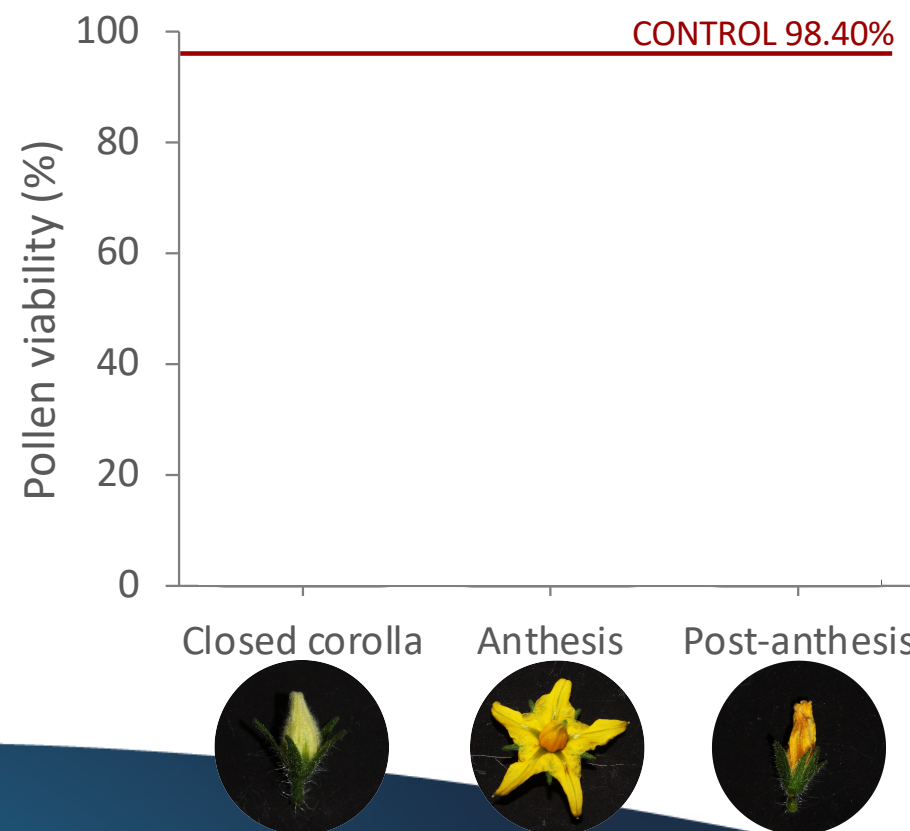 CONTROL 98.40%
Pollen viability (%)
100
80
60
40
20
0
Closed corolla
Anthesis
Post-anthesis